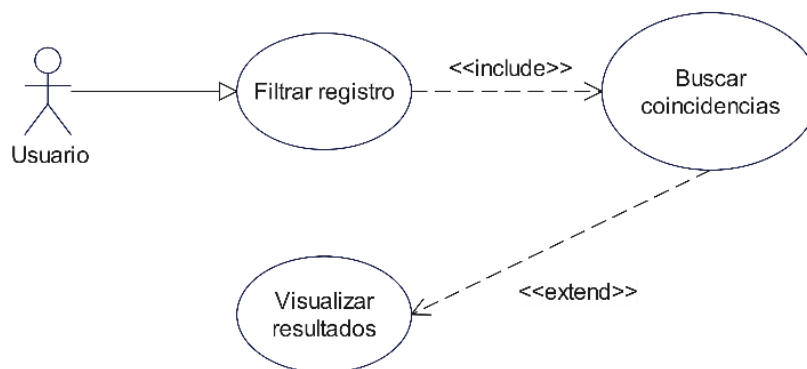 <<include>>
Buscar
coincidencias
Filtrar registro
Usuario
Visualizar
resultados
<<extend>>